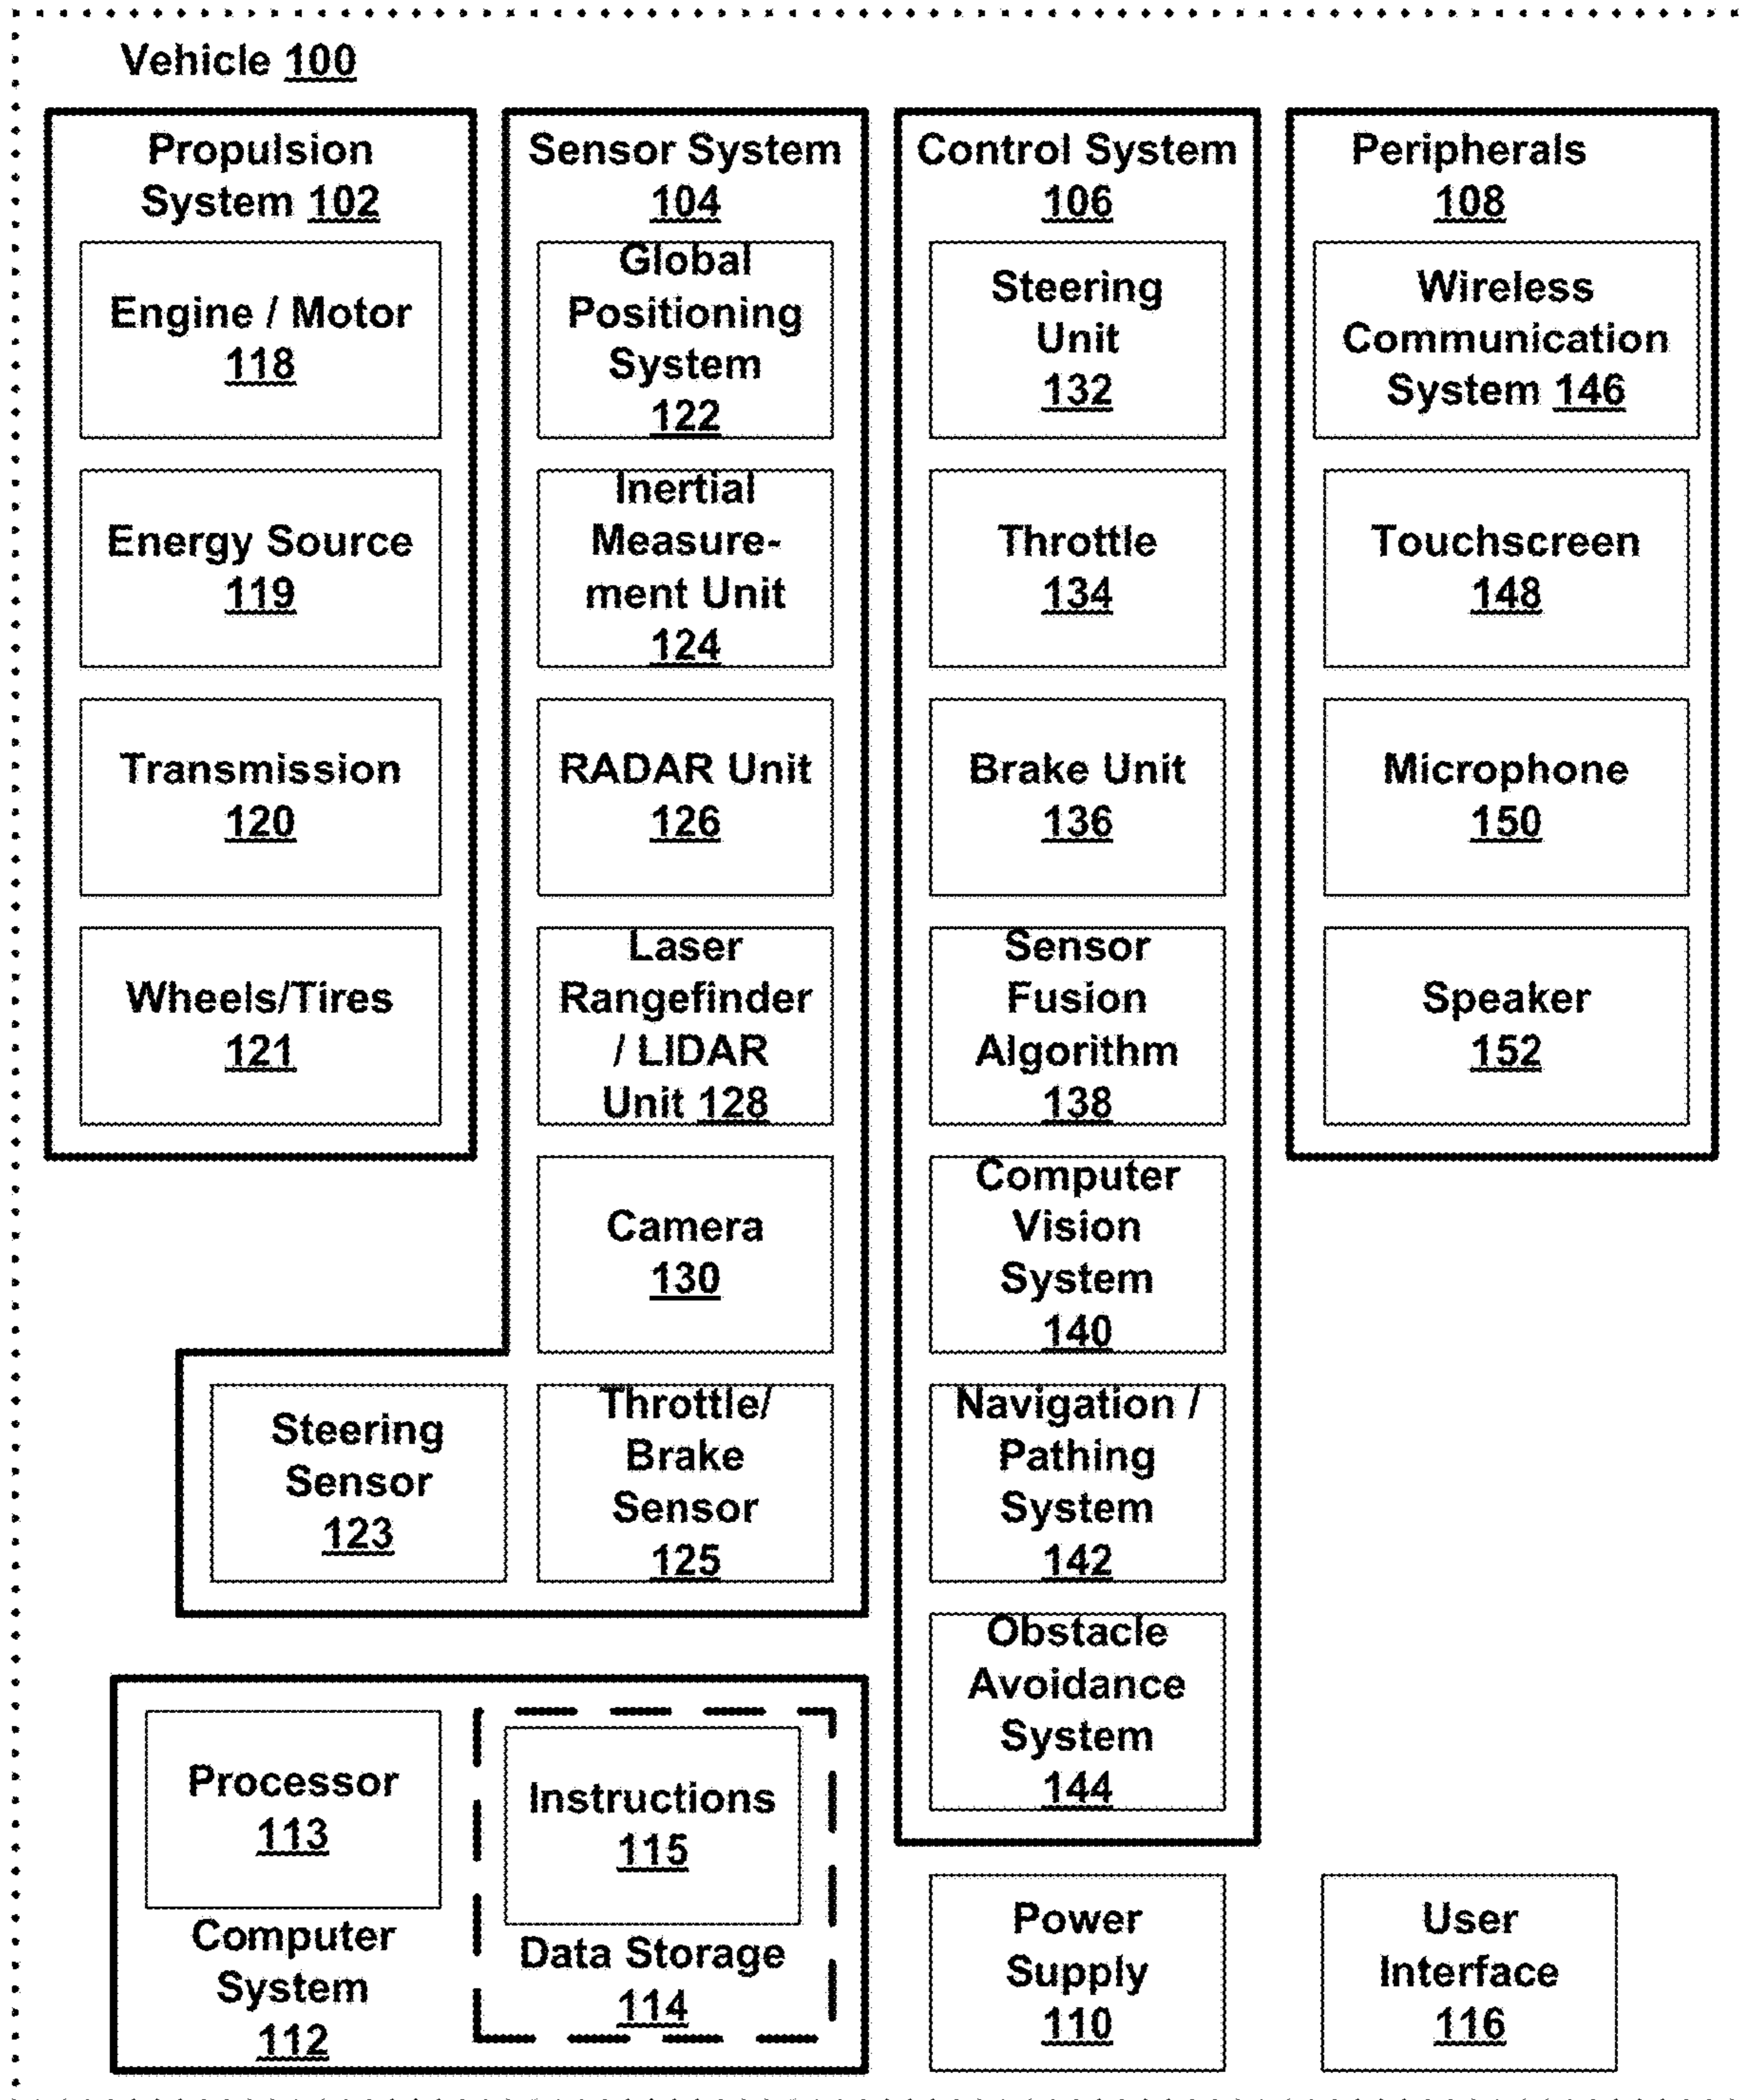 Vehicle 100
Propulsion
System 102
Engine / Motor
118
Energy Source
119
Transmission
120
Wheels/Tires
121
Sensor System
104
Global
Positioning
System
122
Inertial
Measure-
ment Unit
124
RADAR Unit
126
Laser
Rangefinder
/ LIDAR
Unit 128
Camera
130
Steering
Sensor
123
Throttle/
Brake
Sensor
125
Control System
106
Steering
Unit
132
Throttle
134
Brake Unit
136
Sensor
Fusion
Algorithm
138
Computer
Vision
System
140
Navigation /
Pathing
System
142
Obstacle
Avoidance
System
144
Peripherals
108
Wireless
Communication
System 146
Touchscreen
148
Microphone
150
Speaker
152
Processor
113
Computer
System
112
Instructions
115
Data Storage
114
Power
Supply
110
User
Interface
116